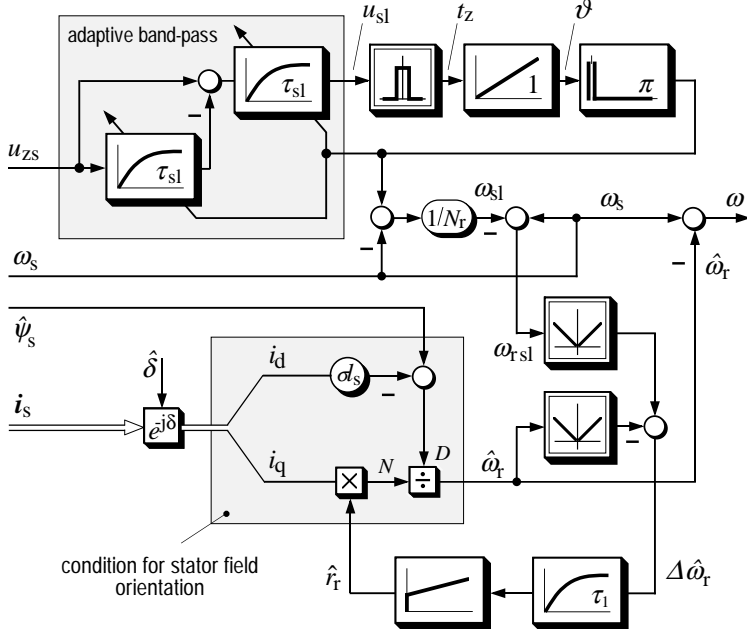 adaptive band-pass
u_sl t_z ϑ
τ_sl
1
π
u_zs
τ_sl
ω_sl ω_s ω
1/N_r
ω_s
ω̂_r
ψ̂_s
ω_r sl
δ̂
i_d
σl_s
i_s
e^-jδ
i_q
N
D
ω̂_r
×
÷
condition for stator field
orientation
r̂_r
τ_1
Δω̂_r